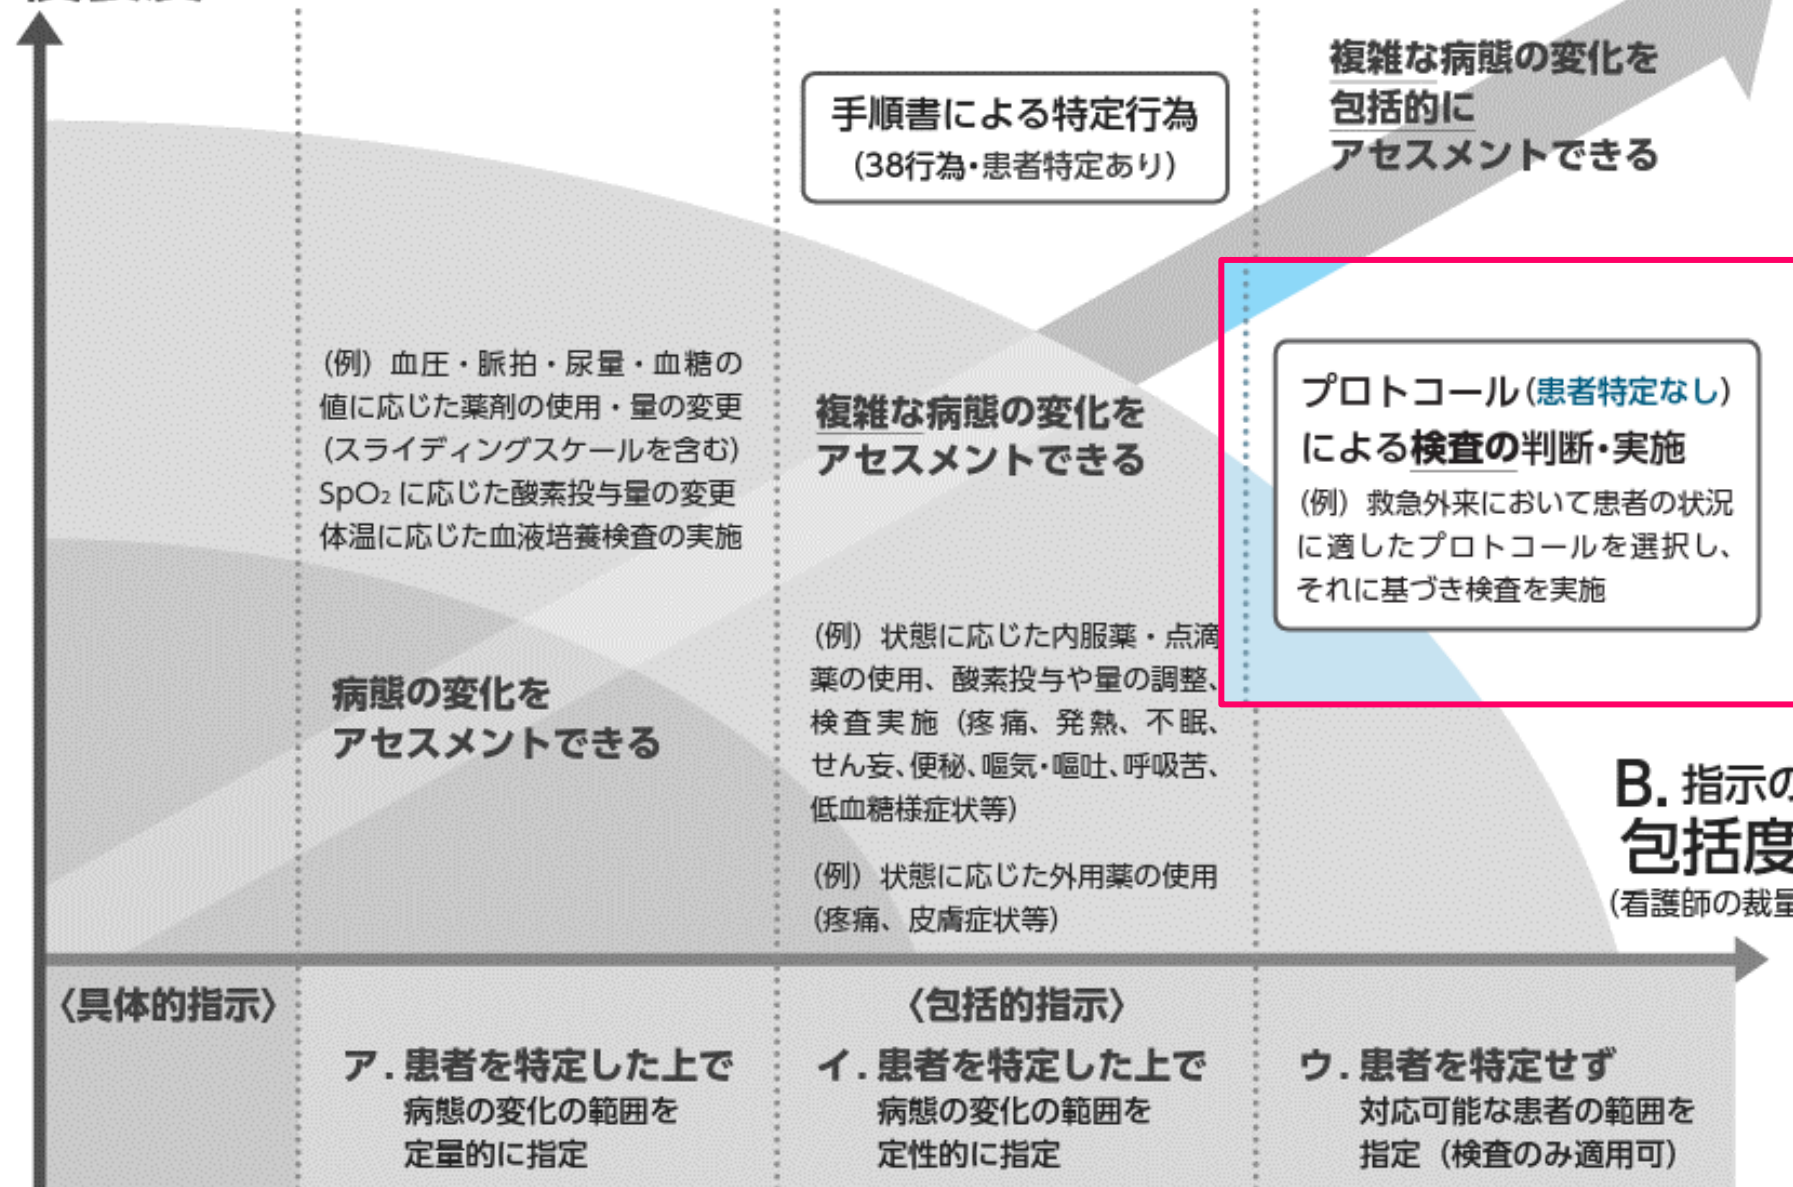 手順書による特定行為
（38行為・患者特定あり）
複雑な病態の変化を
包括的に
アセスメントできる
（例）血圧・脈拍・尿量・血糖の
値に応じた薬剤の使用・量の変更
（スライディングスケールを含む）
SpO₂ に応じた酸素投与量の変更
体温に応じた血液培養検査の実施
病態の変化を
アセスメントできる
複雑な病態の変化を
アセスメントできる
（例）状態に応じた内服薬・点滴
薬の使用、酸素投与や量の調整、
検査実施（疼痛、発熱、不眠、
せん妄、便秘、嘔気・嘔吐、呼吸苦、
低血糖様症状等）
（例）状態に応じた外用薬の使用
（疼痛、皮膚症状等）
プロトコール（患者特定なし）
による検査の判断・実施
（例）救急外来において患者の状況
に適したプロトコールを選択し、
それに基づき検査を実施
B. 指示の
包括度
（看護師の裁量
〈具体的指示〉
〈包括的指示〉
ア. 患者を特定した上で
病態の変化の範囲を
定量的に指定
イ. 患者を特定した上で
病態の変化の範囲を
定性的に指定
ウ. 患者を特定せず
対応可能な患者の範囲を
指定（検査のみ適用可）